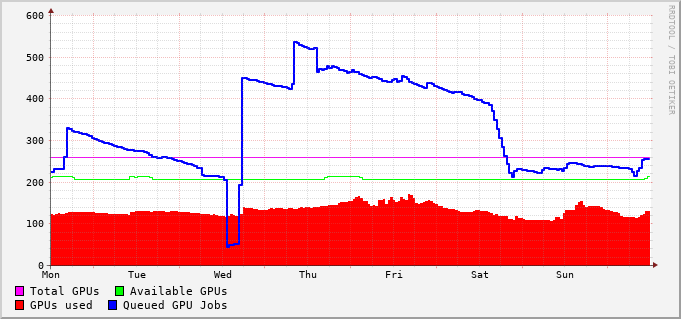 600
500
400
300
200
100
0
Mon Tue Wed Thu Fri Sat Sun
Total GPUs Available GPUs
GPUs used Queued GPU Jobs
RRDTOOL / TOBI OETIKER